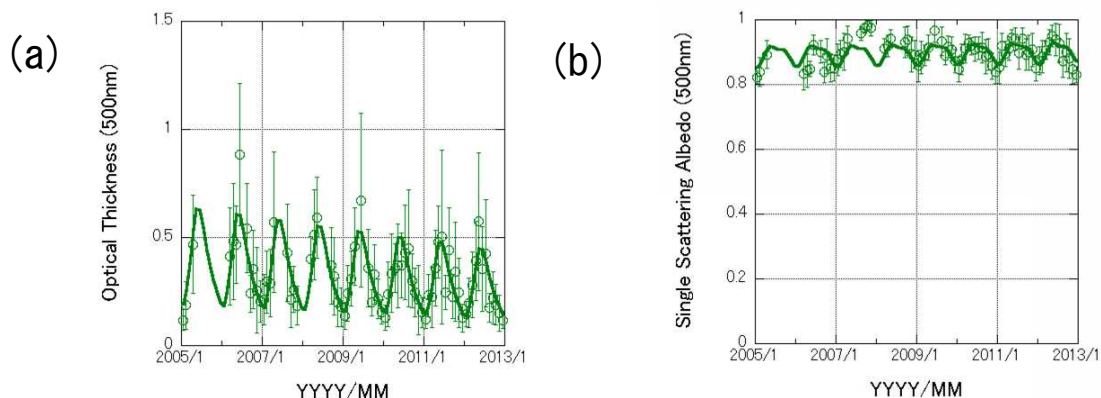 (a)
Optical Thickness (500nm)
1.5
1
0.5
0
2005/1 2007/1 2009/1 2011/1 2013/1
YYYY/MM
(b)
Single Scattering Albedo (500nm)
1
0.8
0.6
0.4
0.2
0
2005/1 2007/1 2009/1 2011/1 2013/1
YYYY/MM